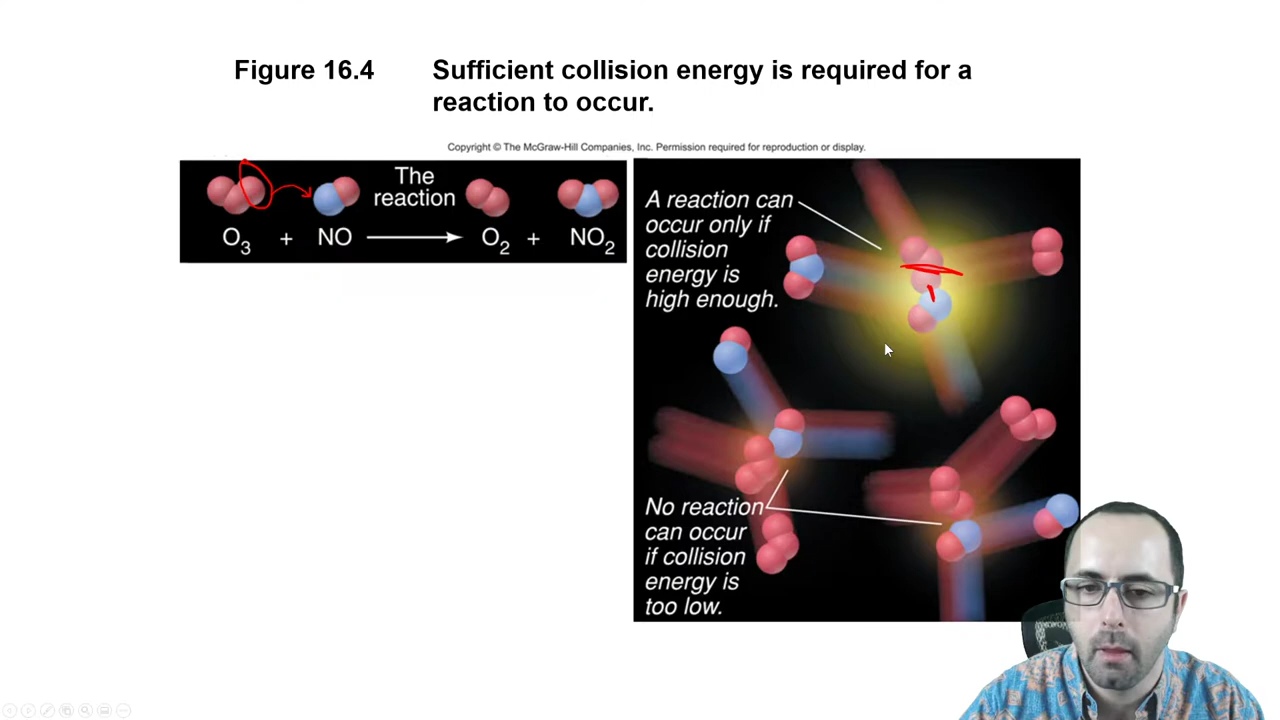 Figure 16.4 Sufficient collision energy is required for a
reaction to occur.
Copyright © The McGraw-Hill Companies, Inc. Permission required for reproduction or display.
The
reaction
O₃ + NO ⟶ O₂ + NO₂
A reaction can
occur only if
collision
energy is
high enough.
No reaction
can occur
if collision
energy is
too low.